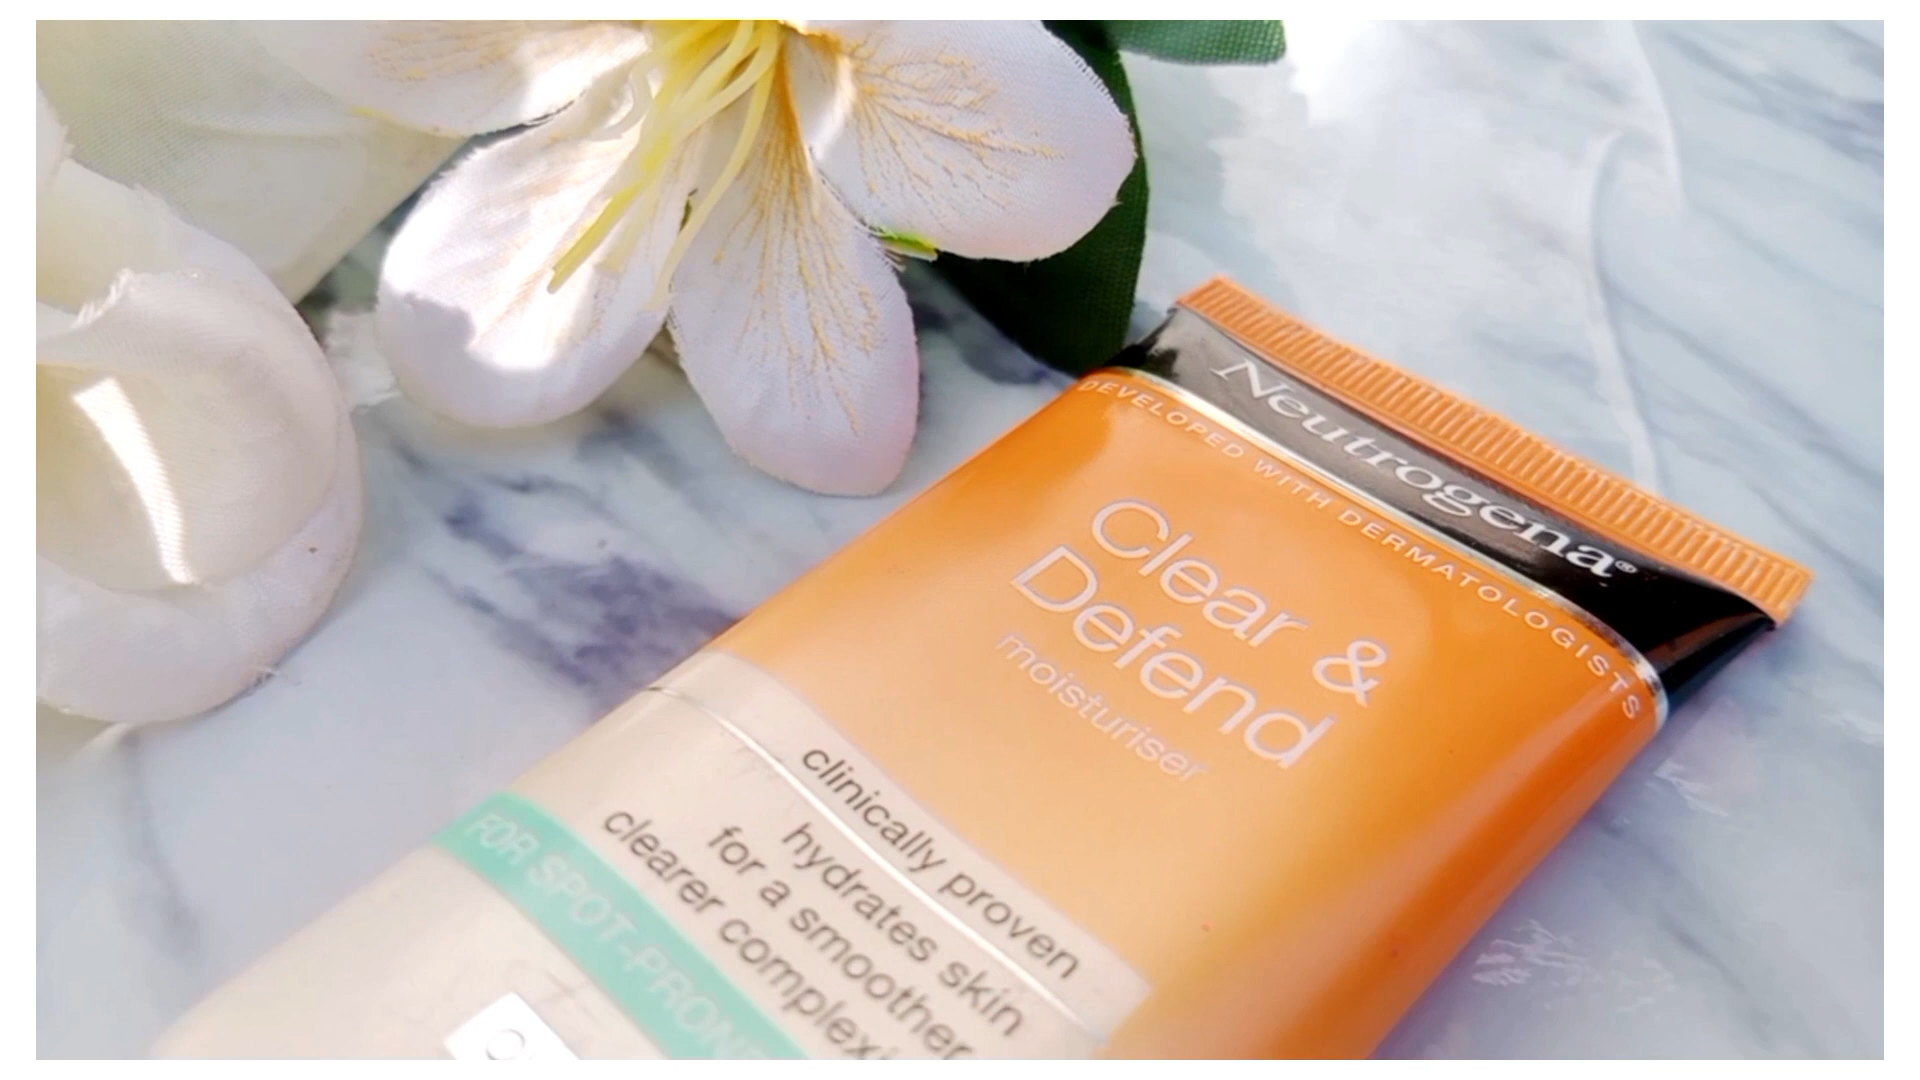 Neutrogena®
DEVELOPED WITH DERMATOLOGISTS
Clear &
Defend
moisturiser
clinically proven
hydrates skin
for a smoother
clearer complexi
FOR SPOT-PRONE